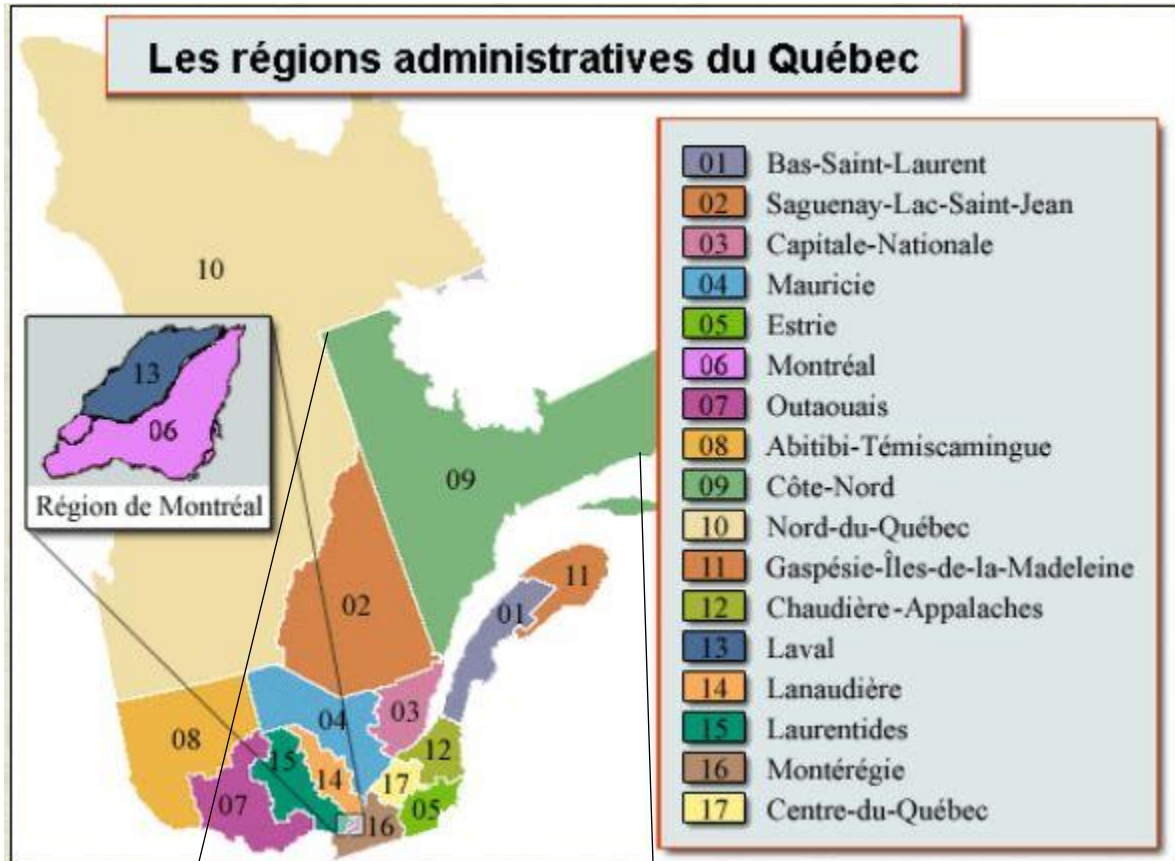 Les régions administratives du Québec
01 Bas-Saint-Laurent
02 Saguenay-Lac-Saint-Jean
03 Capitale-Nationale
04 Mauricie
05 Estrie
06 Montréal
07 Outaouais
08 Abitibi-Témiscamingue
09 Côte-Nord
10 Nord-du-Québec
11 Gaspésie-Îles-de-la-Madeleine
12 Chaudière-Appalaches
13 Laval
14 Lanaudière
15 Laurentides
16 Montérégie
17 Centre-du-Québec
10
13
06
Région de Montréal
09
11
02
01
04
03
08
12
15
14
17
07
05
16